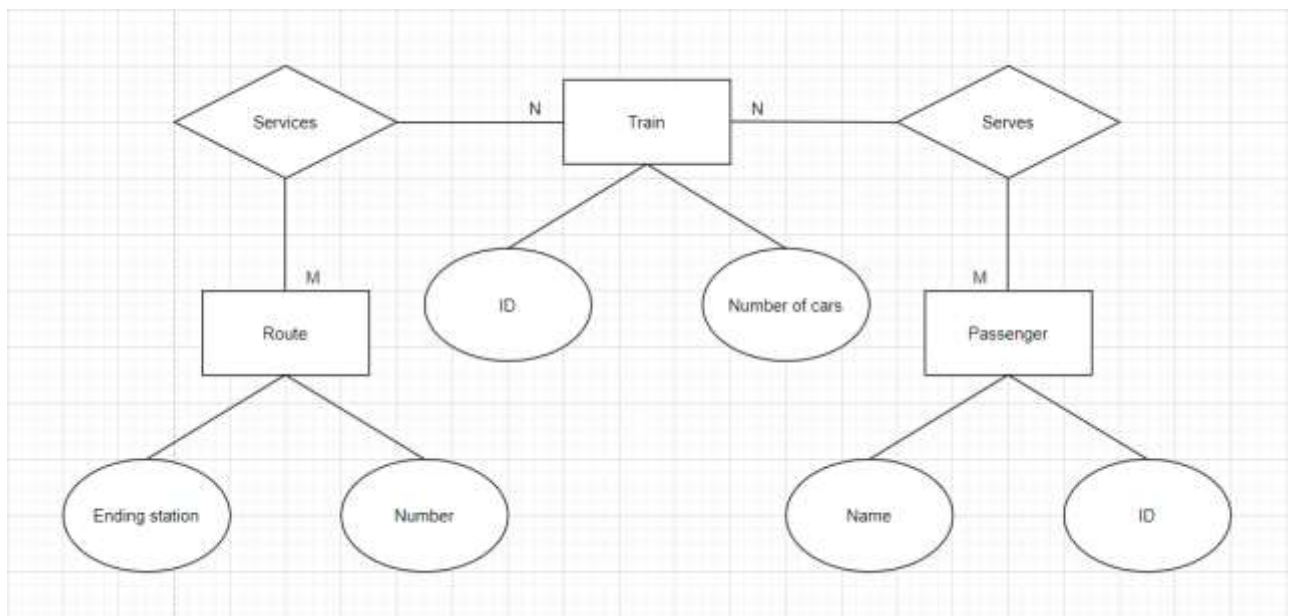 Services
N
Train
N
Serves
M
Route
ID
Number of cars
M
Passenger
Ending station
Number
Name
ID